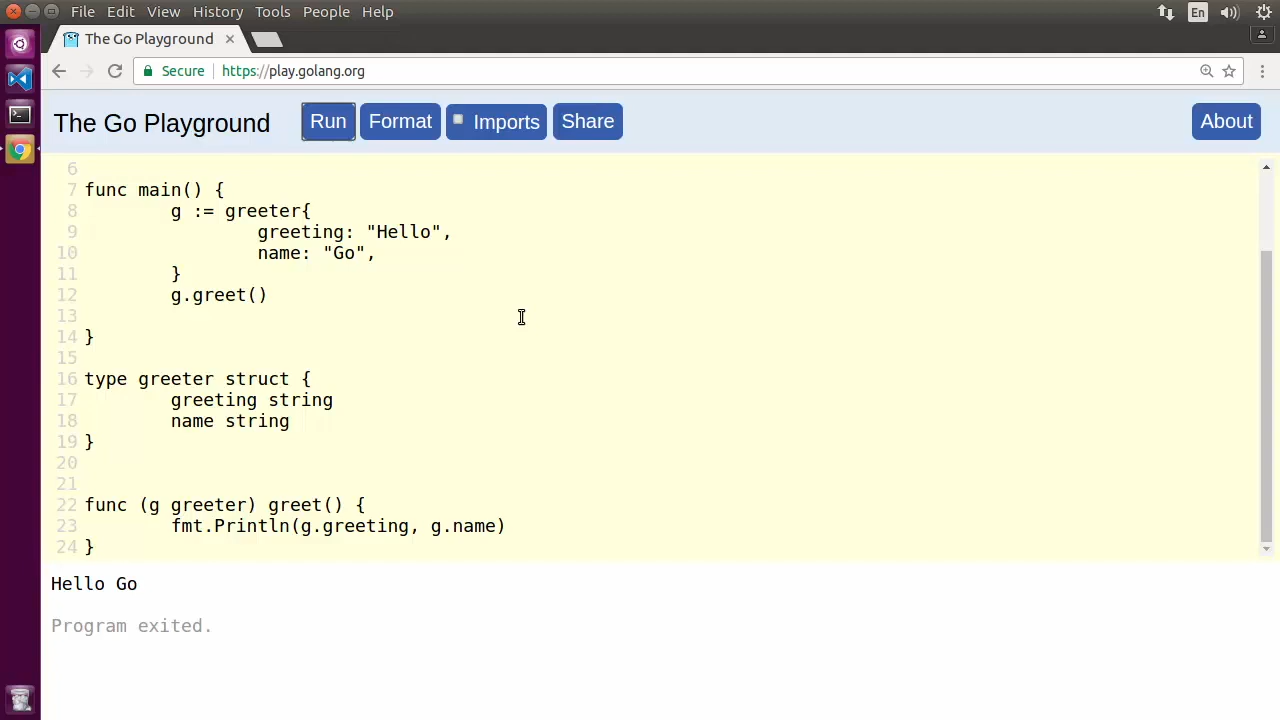 File Edit View History Tools People Help
En
The Go Playground
Secure https://play.golang.org
The Go Playground Run Format Imports Share About
6
7 func main() {
8 g := greeter{
9 greeting: "Hello",
10 name: "Go",
11 }
12 g.greet()
13
14 }
15
16 type greeter struct {
17 greeting string
18 name string
19 }
20
21
22 func (g greeter) greet() {
23 fmt.Println(g.greeting, g.name)
24 }
Hello Go
Program exited.